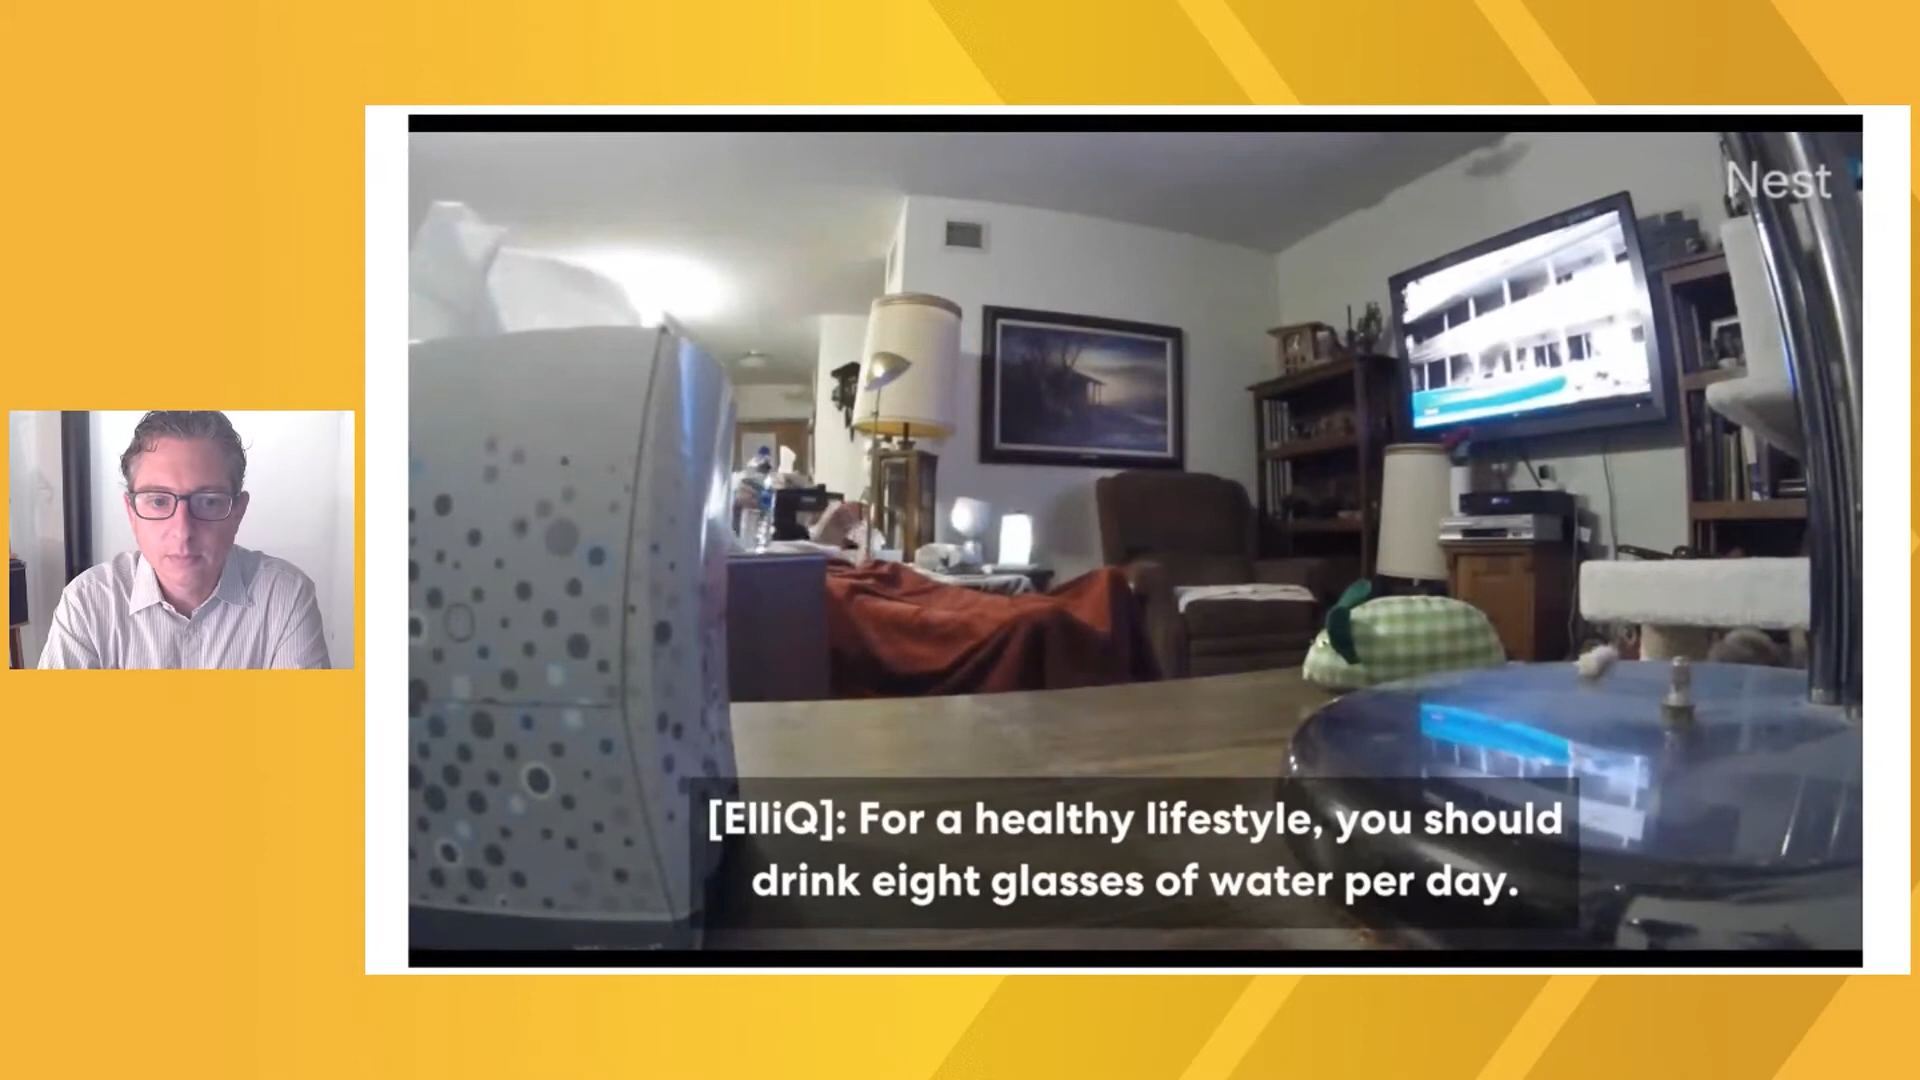 Nest
[ElliQ]: For a healthy lifestyle, you should
drink eight glasses of water per day.